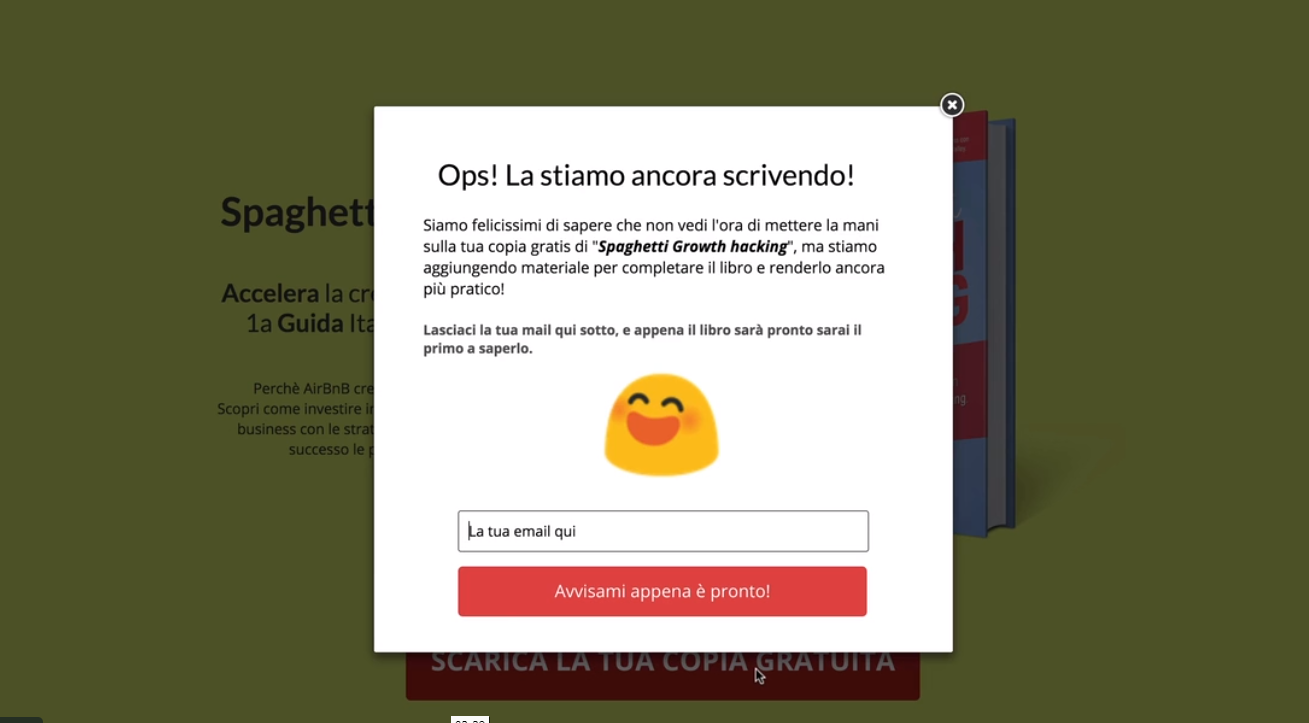 Ops! La stiamo ancora scrivendo!
Siamo felicissimi di sapere che non vedi l'ora di mettere la mani
sulla tua copia gratis di "Spaghetti Growth hacking", ma stiamo
aggiungendo materiale per completare il libro e renderlo ancora
più pratico!
Lasciaci la tua mail qui sotto, e appena il libro sarà pronto sarai il
primo a saperlo.
La tua email qui
Avvisami appena è pronto!
Spaghett
Accelera la cre
1a Guida Ita
Perchè AirBnB cre
Scopri come investire in
business con le strat
successo le p
SCARICA LA TUA COPIA GRATUITA